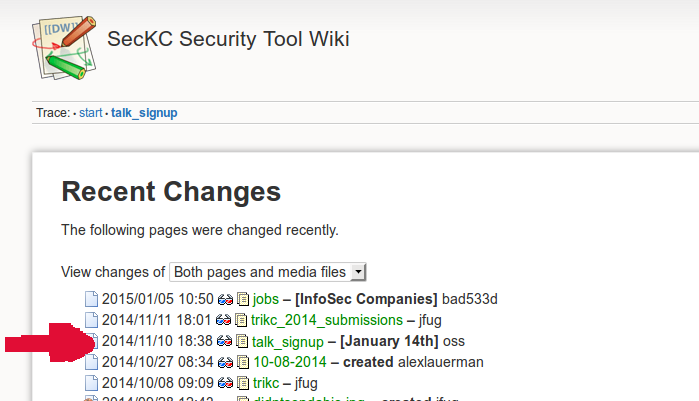 [[DW]]
SecKC Security Tool Wiki
Trace: • start • talk_signup
Recent Changes
The following pages were changed recently.
View changes of Both pages and media files
2015/01/05 10:50 jobs – [InfoSec Companies] bad533d
2014/11/11 18:01 trikc_2014_submissions – jfug
2014/11/10 18:38 talk_signup – [January 14th] oss
2014/10/27 08:34 10-08-2014 – created alexlauerman
2014/10/08 09:09 trikc – jfug